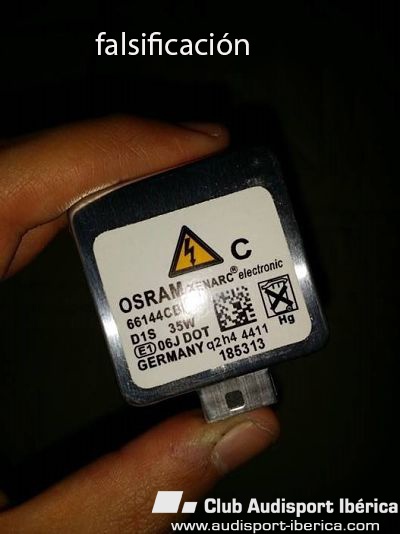 falsificación
C
OSRAM XENARC® electronic
66144CBI
D1S 35W
E1 06J DOT q2h4 4411
GERMANY 185313
Hg
Club Audisport Ibérica
www.audisport-iberica.com